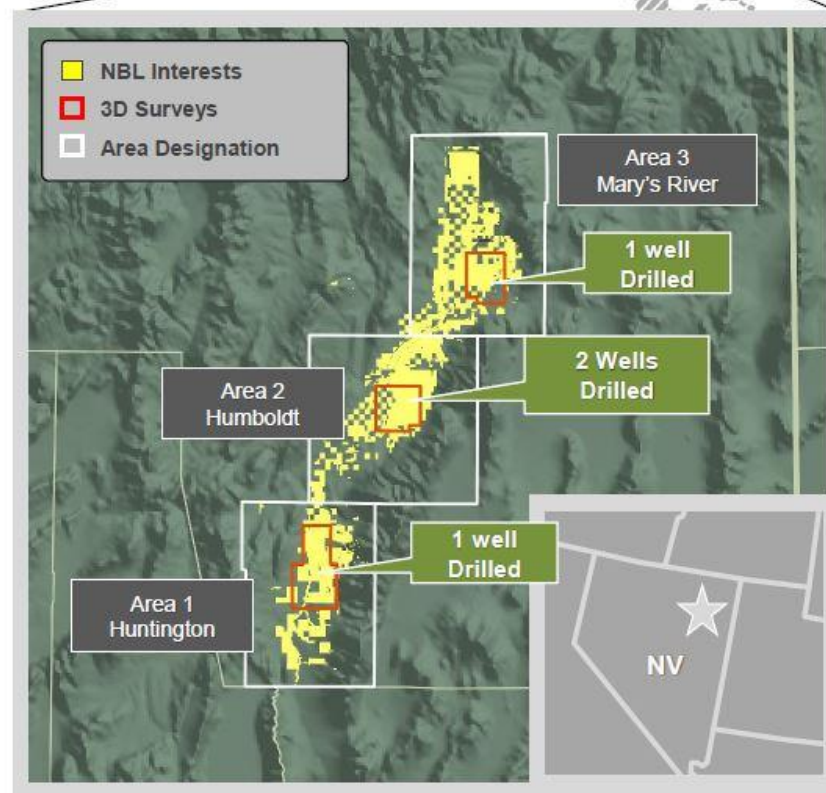 NBL Interests
3D Surveys
Area Designation
Area 3
Mary's River
1 well
Drilled
2 Wells
Drilled
Area 2
Humboldt
1 well
Drilled
Area 1
Huntington
NV